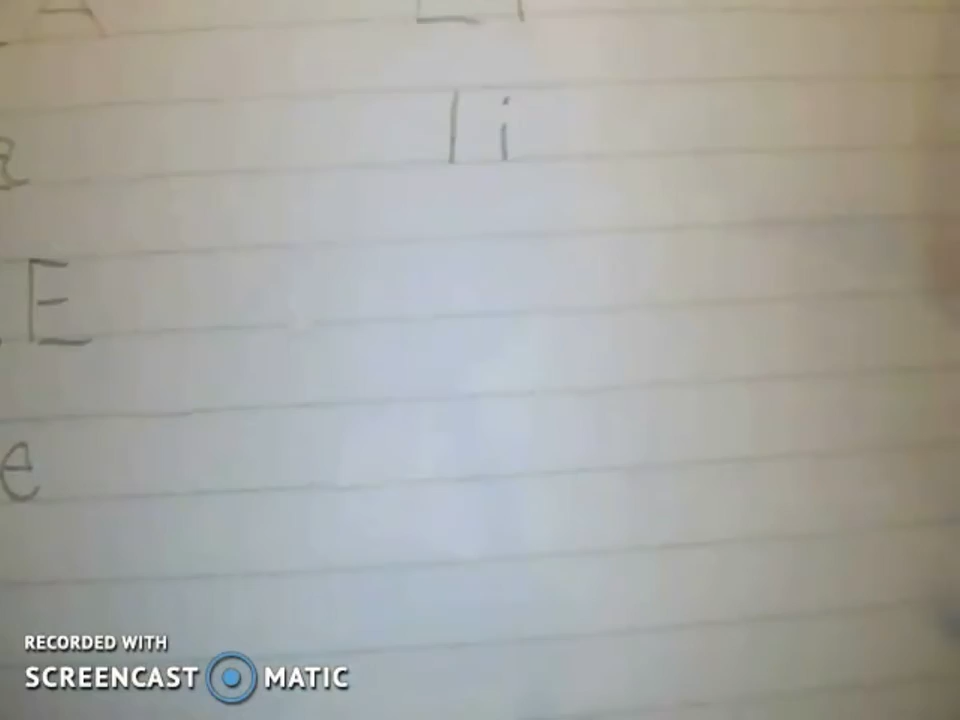 A L I
a l i
E
e
RECORDED WITH
SCREENCAST MATIC